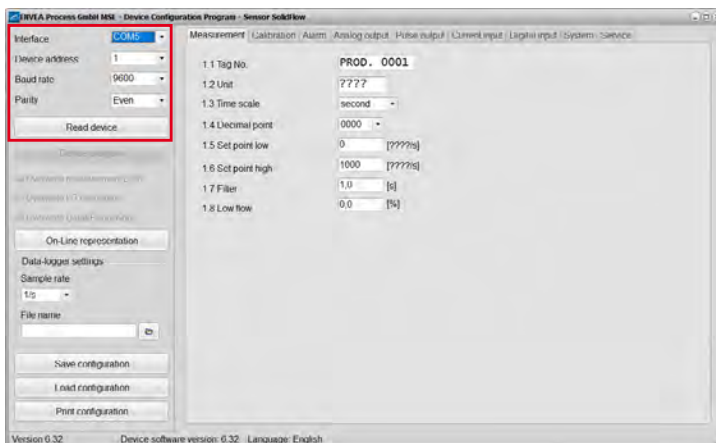 ENVEA Process GmbH MSE - Device Configuration Program - Sensor SolidFlow
Interface COM5
Device address 1
Baud rate 9600
Parity Even
Read device
On-Line representation
Data-logger settings
Sample rate
1/s
File name
Save configuration
Load configuration
Print configuration
Measurement Calibration Alarm Analog output Pulse output Current input Digital input System Service
1.1 Tag No. PROD. 0001
1.2 Unit ????
1.3 Time scale second
1.4 Decimal point 0000
1.5 Set point low 0 [????/s]
1.6 Set point high 1000 [????/s]
1.7 Filter 1,0 [s]
1.8 Low flow 0,0 [%]
Version 0.32 Device software version: 0.32 Language: English